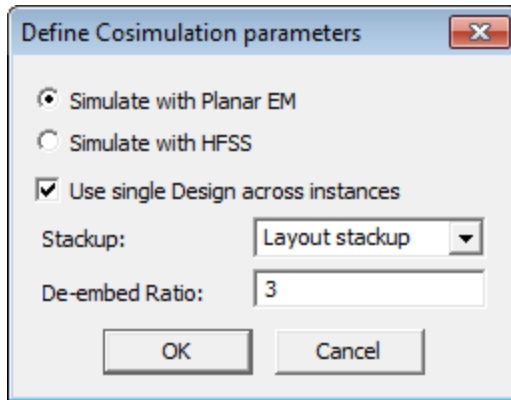 Define Cosimulation parameters
Simulate with Planar EM
Simulate with HFSS
Use single Design across instances
Stackup: Layout stackup
De-embed Ratio: 3
OK Cancel